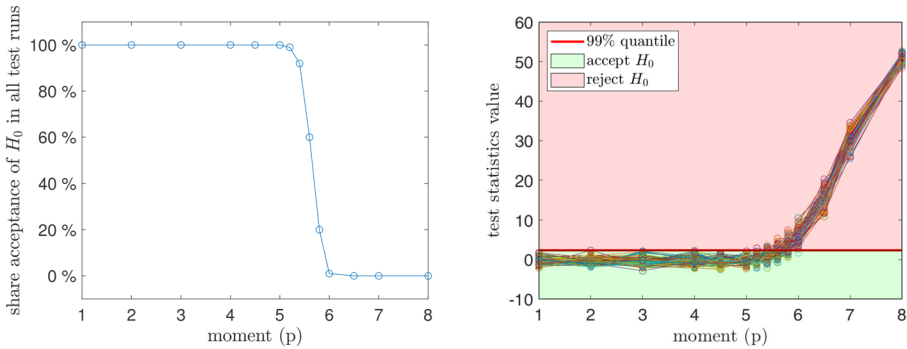 share acceptance of H₀ in all test runs
100 %
80 %
60 %
40 %
20 %
0 %
1 2 3 4 5 6 7 8
moment (p)
test statistics value
60
50
40
30
20
10
0
-10
99% quantile
accept H₀
reject H₀
1 2 3 4 5 6 7 8
moment (p)